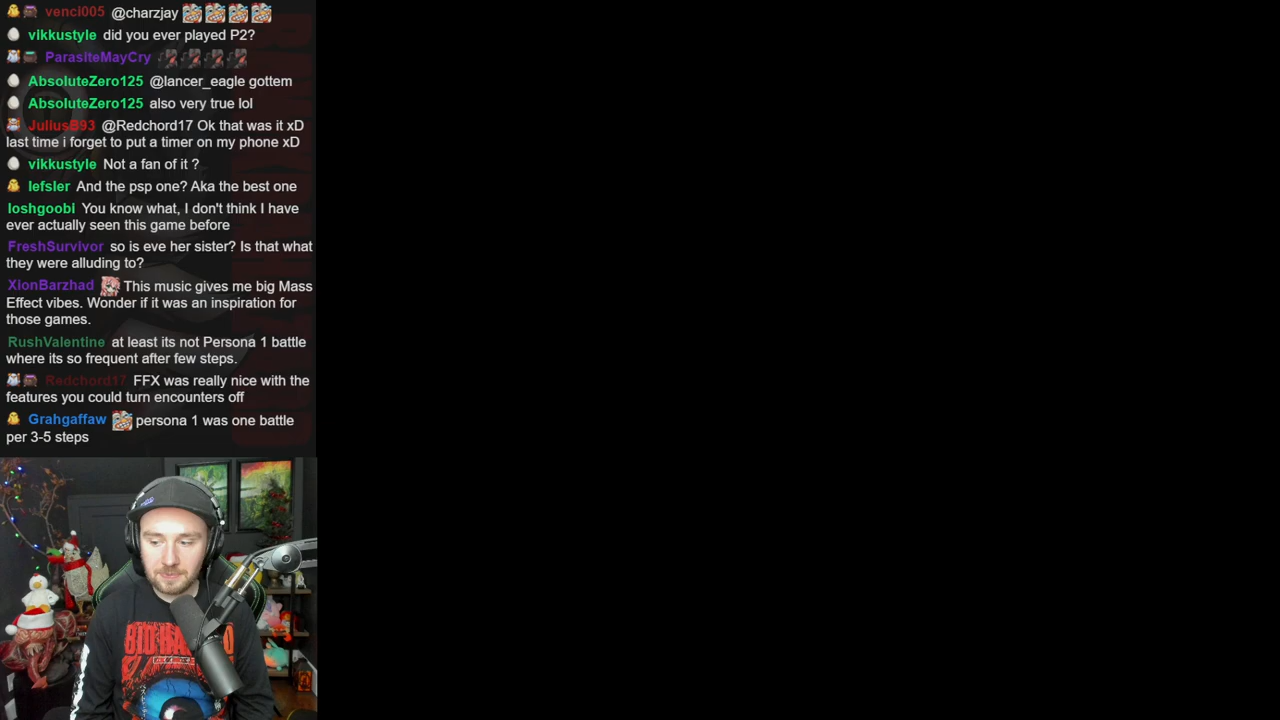 venci005 @charzjay
vikkustyle did you ever played P2?
ParasiteMayCry
AbsoluteZero125 @lancer_eagle gottem
AbsoluteZero125 also very true lol
JuliusB93 @Redchord17 Ok that was it xD
last time i forget to put a timer on my phone xD
vikkustyle Not a fan of it ?
lefsler And the psp one? Aka the best one
loshgoobi You know what, I don't think I have
ever actually seen this game before
FreshSurvivor so is eve her sister? Is that what
they were alluding to?
XionBarzhad This music gives me big Mass
Effect vibes. Wonder if it was an inspiration for
those games.
RushValentine at least its not Persona 1 battle
where its so frequent after few steps.
Redchord17 FFX was really nice with the
features you could turn encounters off
Grahgaffaw persona 1 was one battle
per 3-5 steps